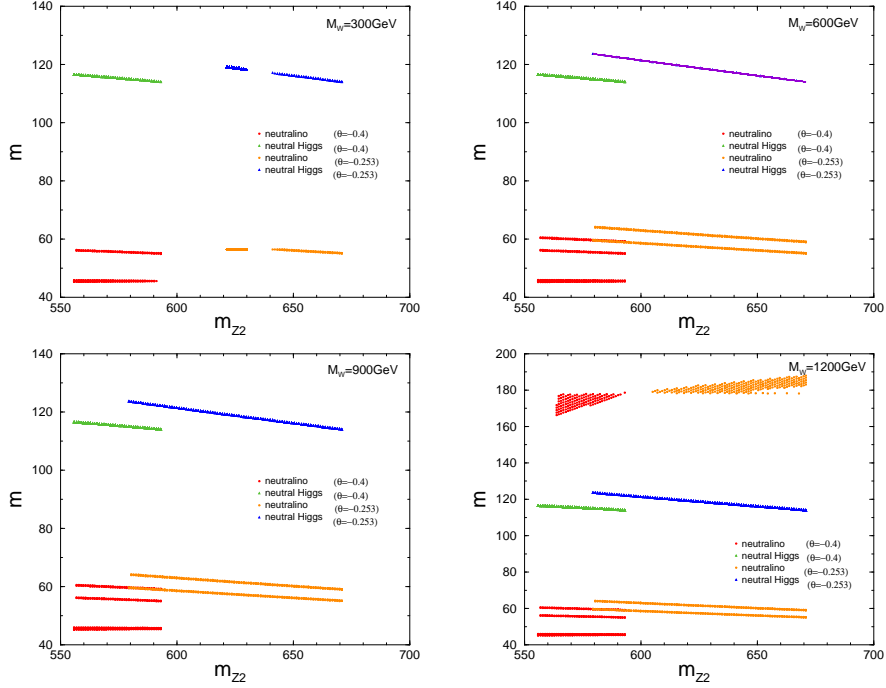 M_W=300GeV
140
120
100
80
60
40
m
neutralino (θ=−0.4)
neutral Higgs (θ=−0.4)
neutralino (θ=−0.253)
neutral Higgs (θ=−0.253)
550 600 650 700
m_Z2
M_W=600GeV
140
120
100
80
60
40
m
neutralino (θ=−0.4)
neutral Higgs (θ=−0.4)
neutralino (θ=−0.253)
neutral Higgs (θ=−0.253)
550 600 650 700
m_Z2
M_W=900GeV
140
120
100
80
60
40
m
neutralino (θ=−0.4)
neutral Higgs (θ=−0.4)
neutralino (θ=−0.253)
neutral Higgs (θ=−0.253)
550 600 650 700
m_Z2
M_W=1200GeV
200
180
160
140
120
100
80
60
40
m
neutralino (θ=−0.4)
neutral Higgs (θ=−0.4)
neutralino (θ=−0.253)
neutral Higgs (θ=−0.253)
550 600 650 700
m_Z2